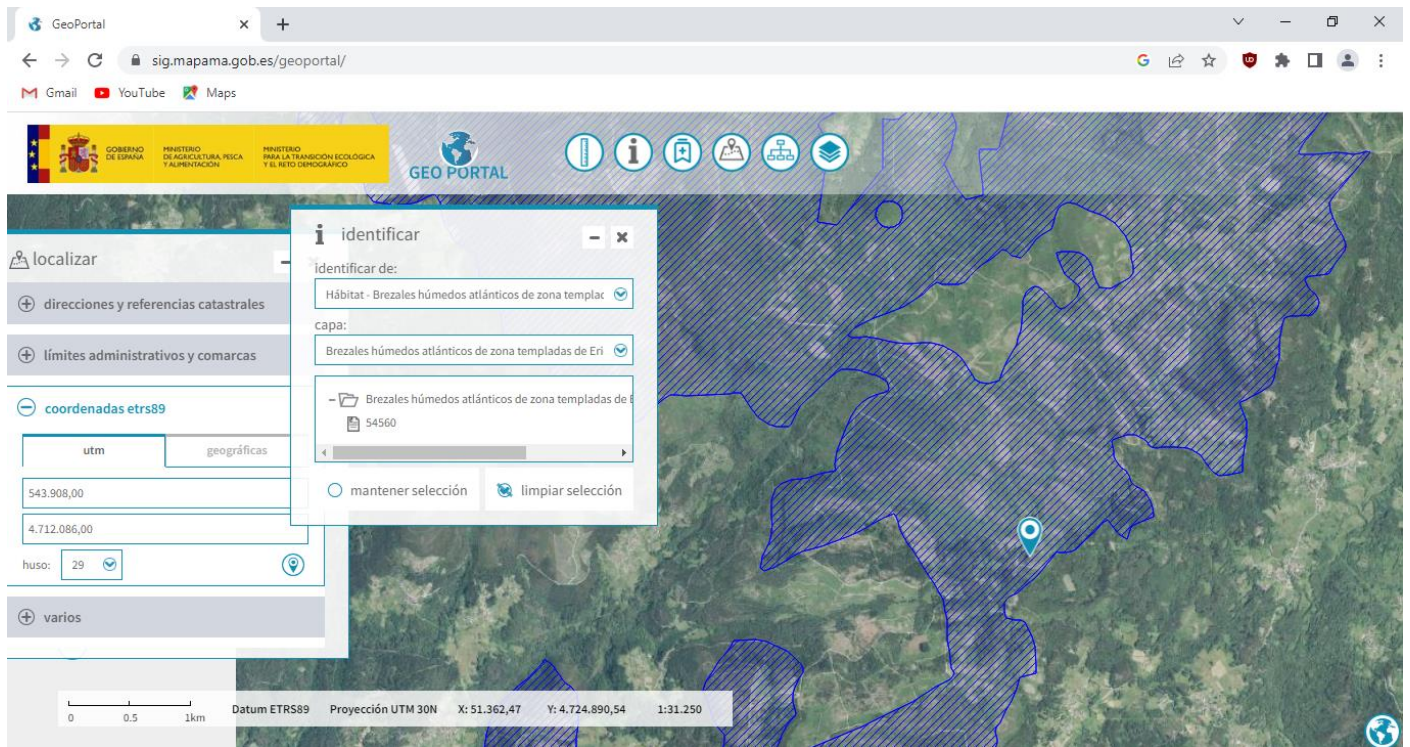 GeoPortal
sig.mapama.gob.es/geoportal/
Gmail
YouTube
Maps
GOBIERNO
DE ESPAÑA
MINISTERIO
DE AGRICULTURA, PESCA
Y ALIMENTACIÓN
MINISTERIO
PARA LA TRANSICIÓN ECOLÓGICA
Y EL RETO DEMOGRÁFICO
GEO PORTAL
localizar
direcciones y referencias catastrales
límites administrativos y comarcas
coordenadas etrs89
utm
geográficas
543.908,00
4.712.086,00
huso:
29
varios
identificar
identificar de:
Hábitat - Brezales húmedos atlánticos de zona templac
capa:
Brezales húmedos atlánticos de zona templadas de Eri
Brezales húmedos atlánticos de zona templadas de E
54560
mantener selección
limpiar selección
0 0.5 1km
Datum ETRS89 Proyección UTM 30N X: 51.362,47 Y: 4.724.890,54 1:31.250